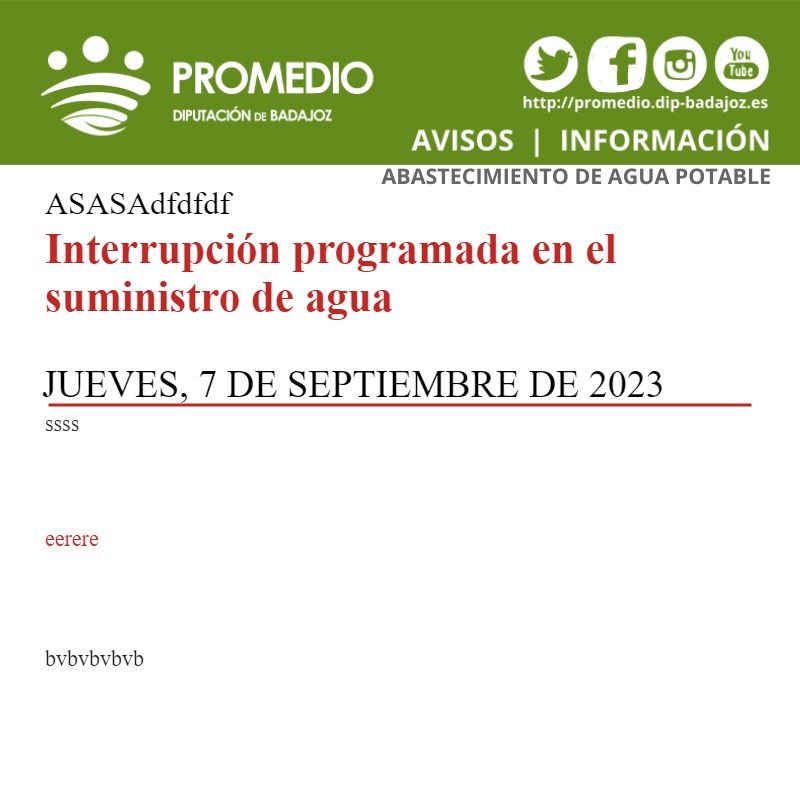 PROMEDIO
DIPUTACIÓN DE BADAJOZ
You
Tube
http://promedio.dip-badajoz.es
AVISOS | INFORMACIÓN
ABASTECIMIENTO DE AGUA POTABLE
ASASAdfdfdf
Interrupción programada en el
suministro de agua
JUEVES, 7 DE SEPTIEMBRE DE 2023
ssss
eerere
bvbvbvbvb